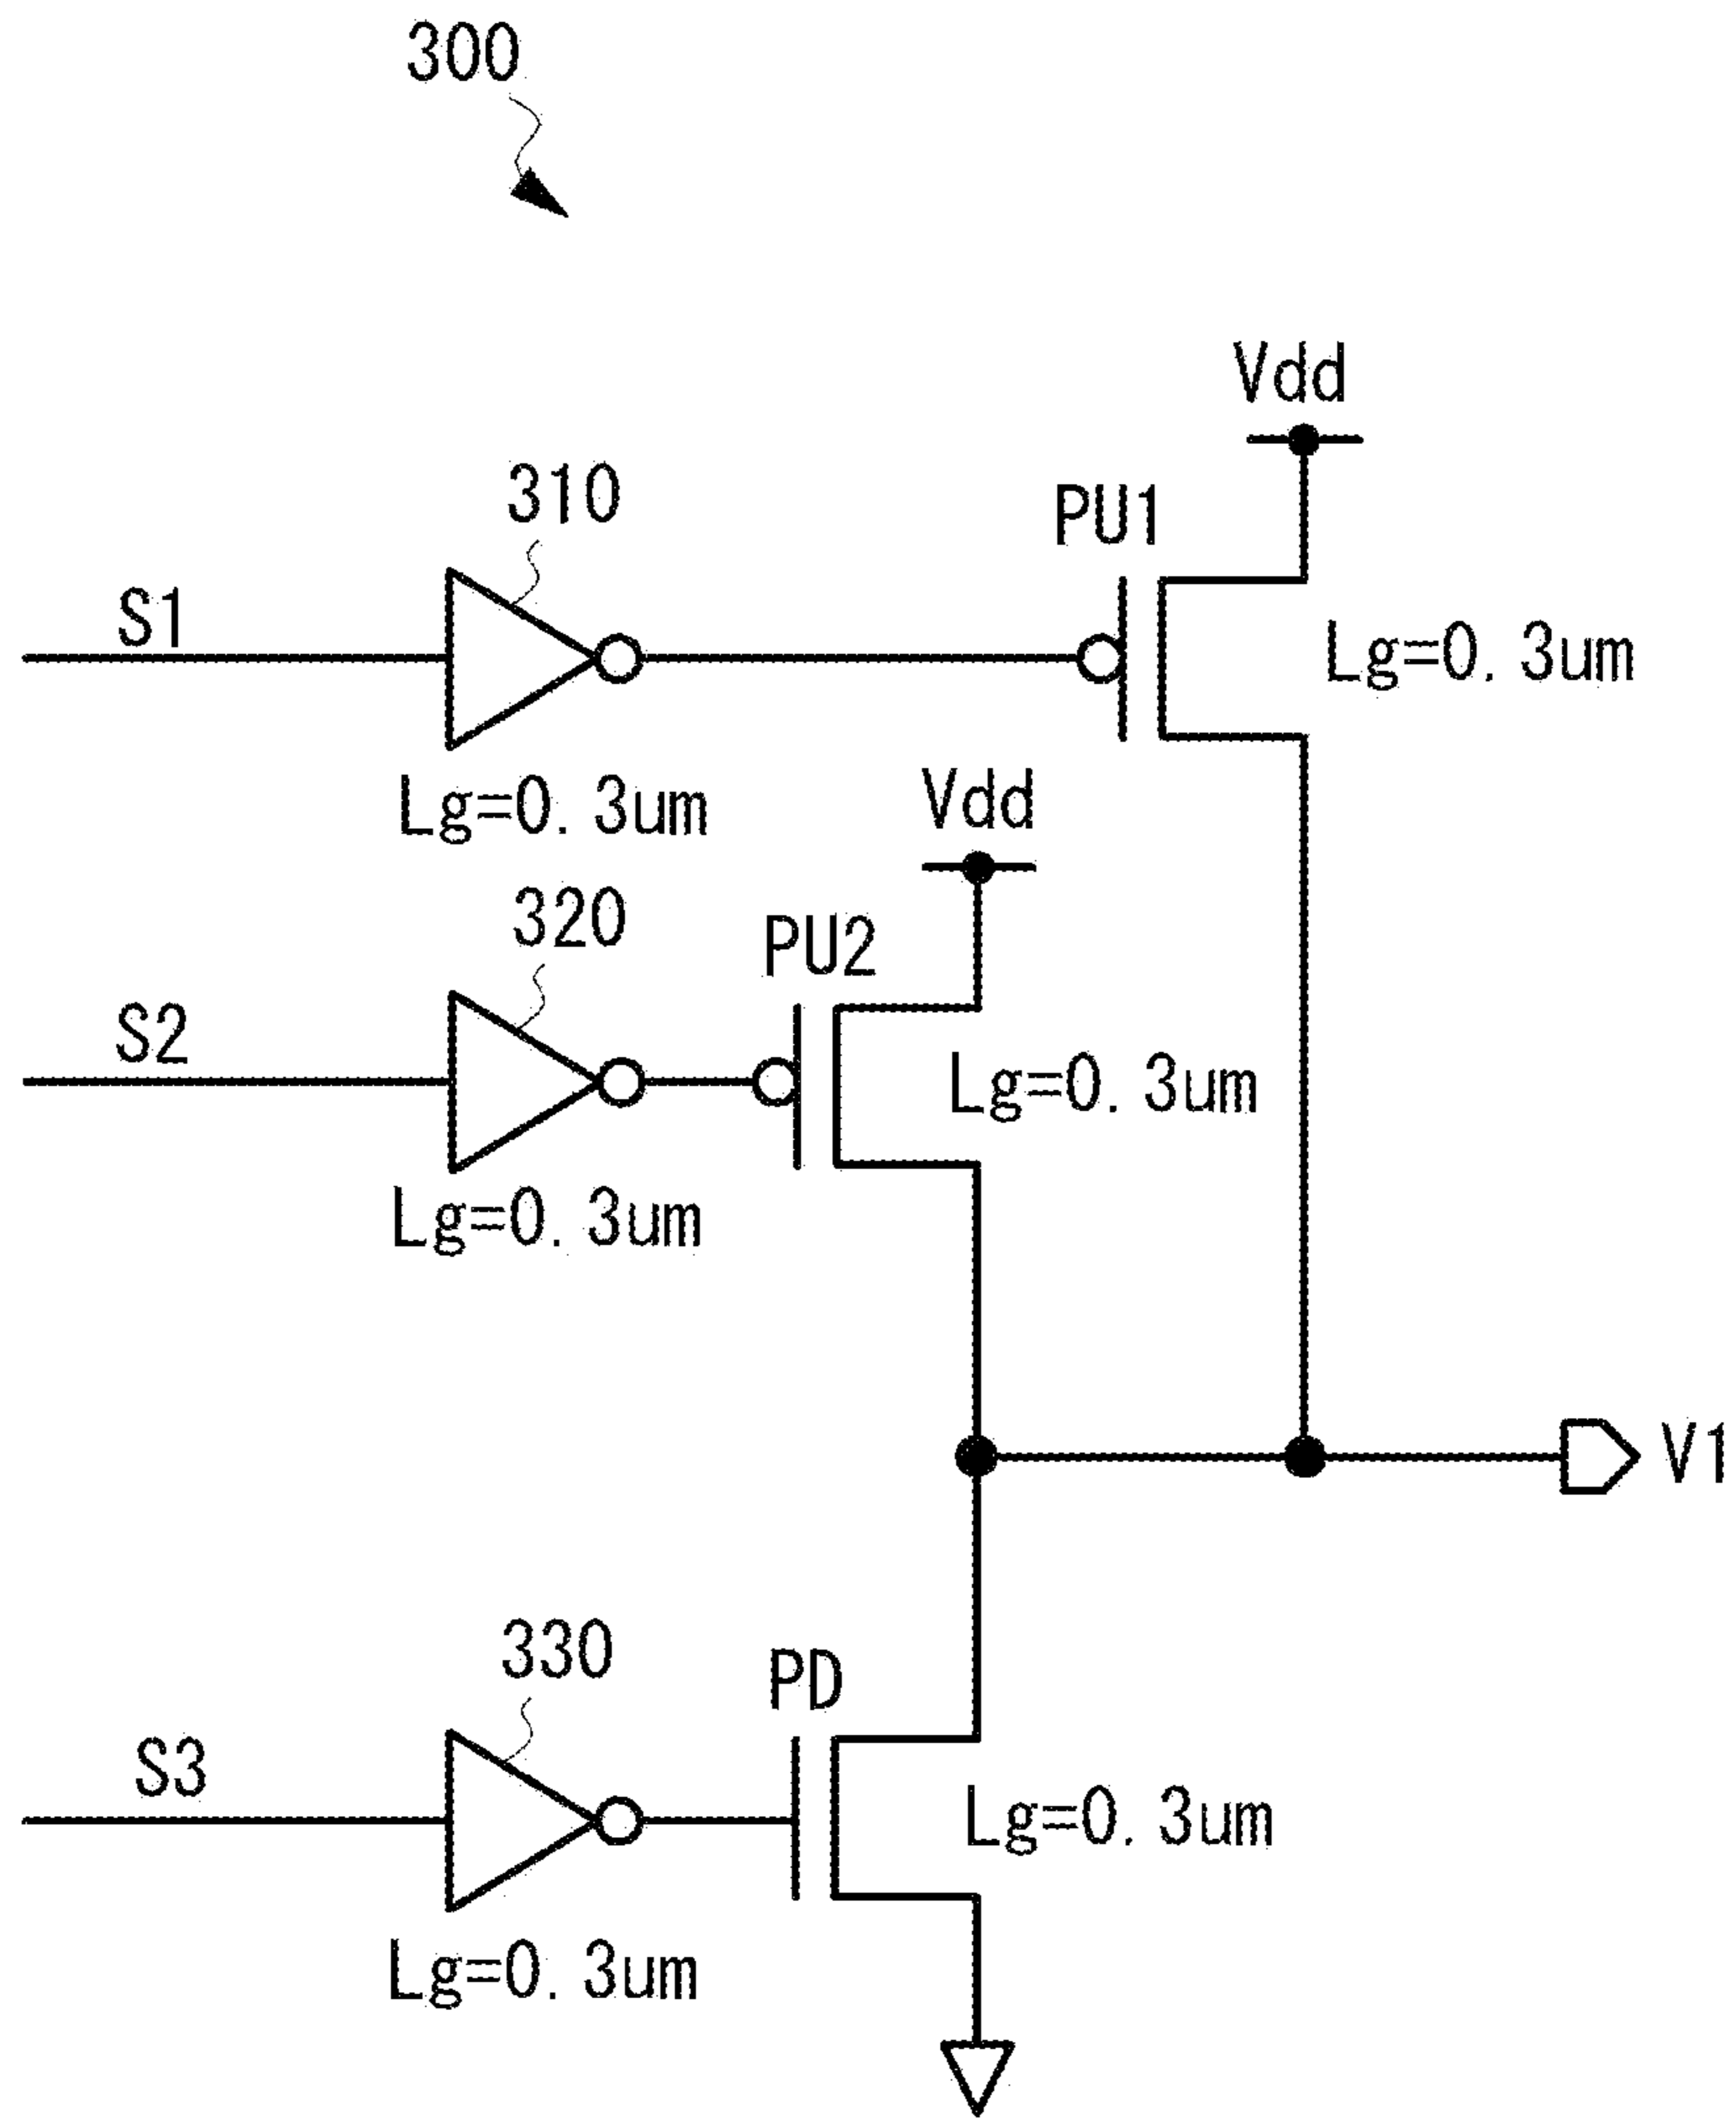 300
Vdd
310
PU1
S1
Lg=0. 3um
Lg=0. 3um
Vdd
320
PU2
S2
Lg=0. 3um
Lg=0. 3um
V1
330
PD
S3
Lg=0. 3um
Lg=0. 3um